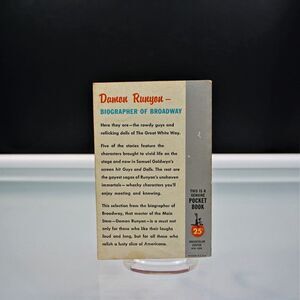 Damon Runyon—
BIOGRAPHER OF BROADWAY
Here they are—the rowdy guys and
rollicking dolls of The Great White Way.
Five of the stories feature the
characters brought to vivid life on the
stage and now in Samuel Goldwyn's
screen hit Guys and Dolls. The rest are
the gayest sagas of Runyon's unshaven
immortals—whacky characters you'll
enjoy meeting and knowing.
This selection from the biographer of
Broadway, that master of the Main
Stem—Damon Runyon—is a must not
only for those who like their laughs
loud and long, but for all those who
relish a lusty slice of Americana.
THIS IS A
GENUINE
POCKET
BOOK
25¢
ROCKEFELLER
CENTER
NEW YORK